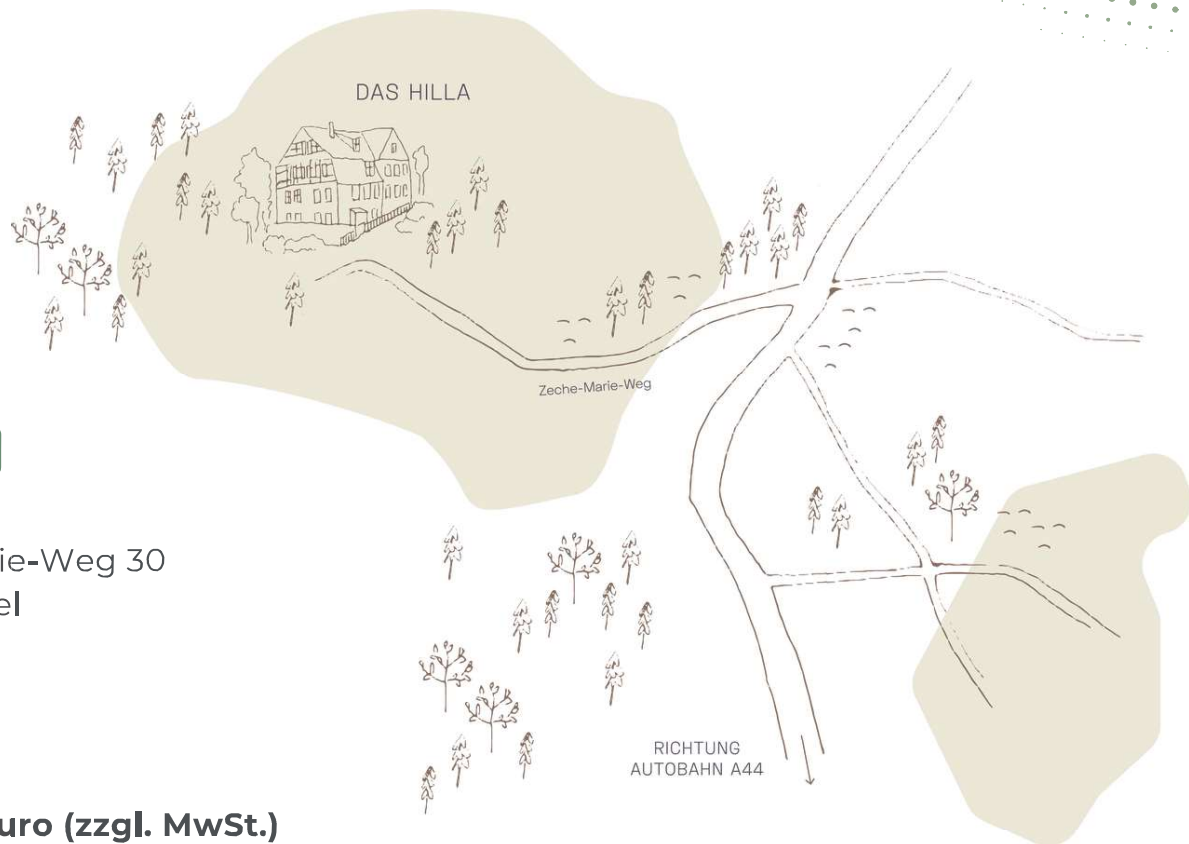 DAS HILLA
Zeche-Marie-Weg
ie-Weg 30
el
RICHTUNG
AUTOBAHN A44
uro (zzgl. MwSt.)